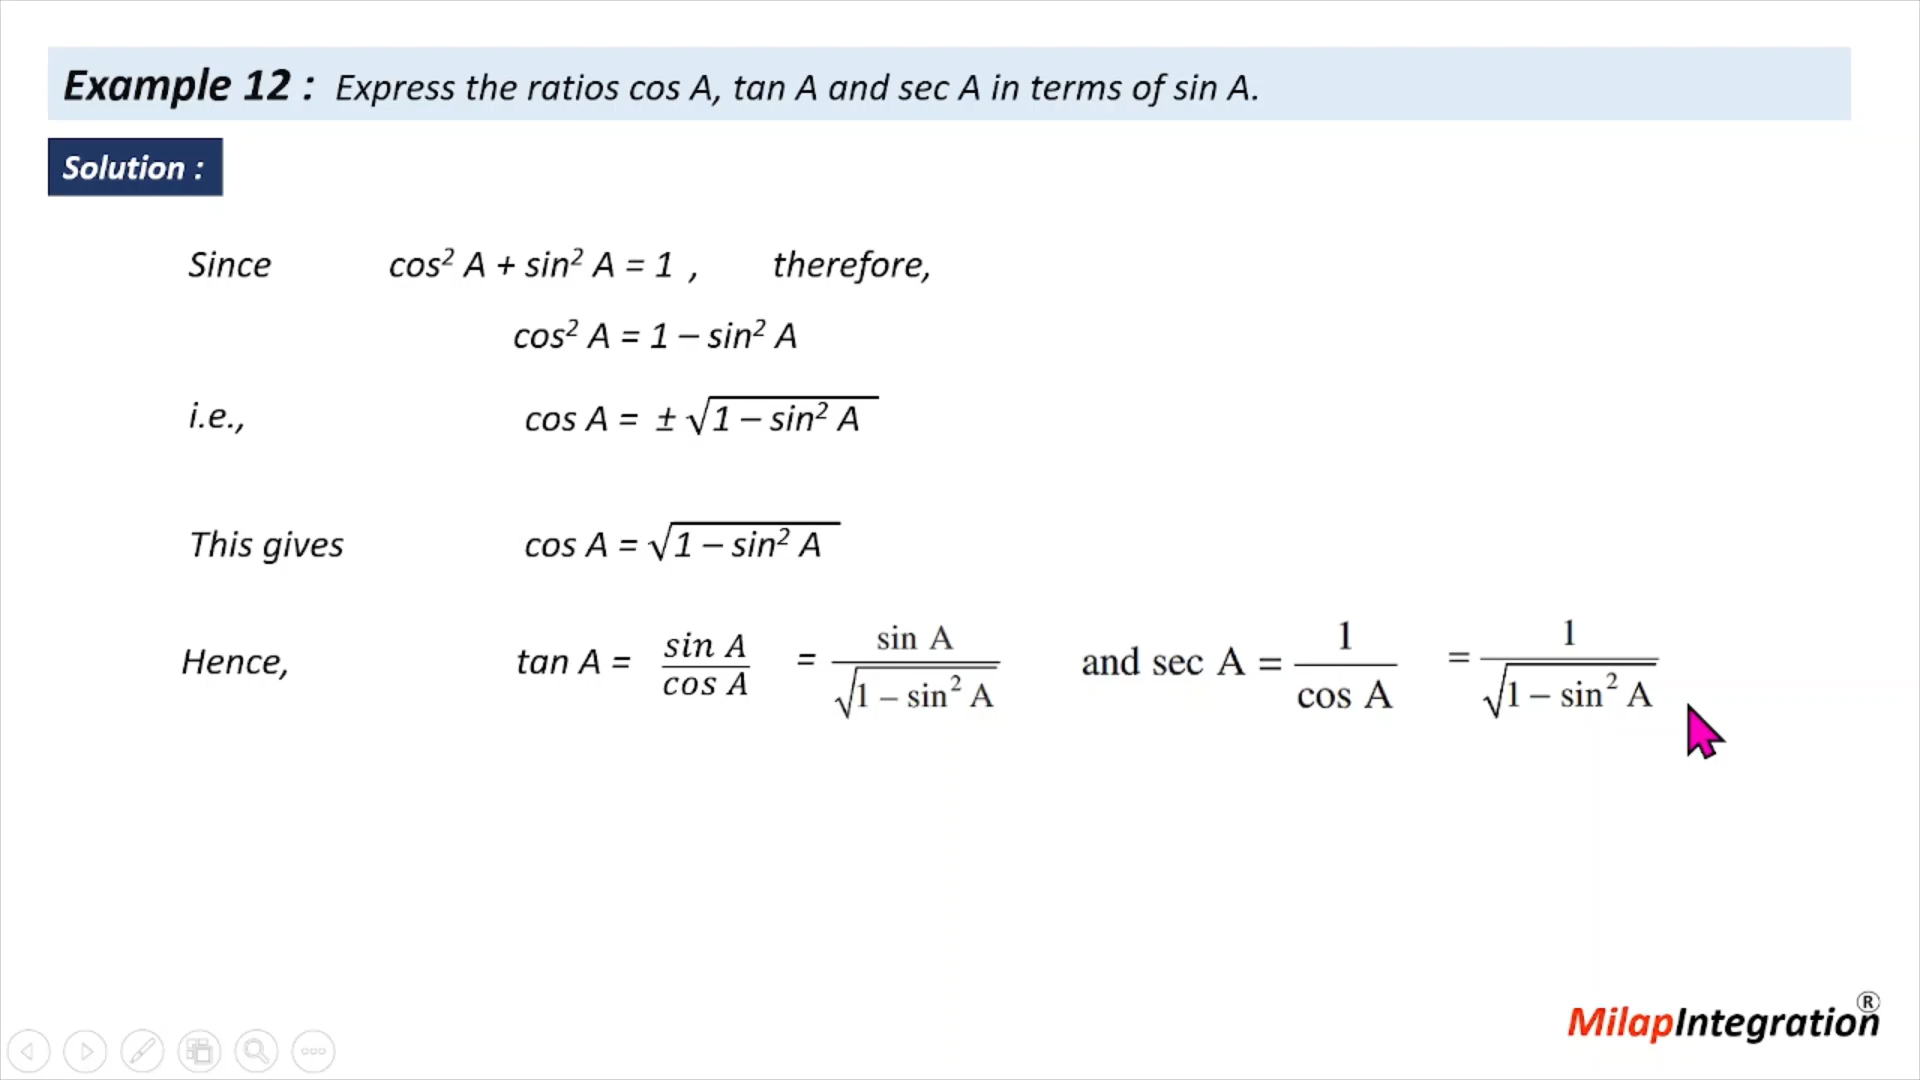 Example 12 : Express the ratios cos A, tan A and sec A in terms of sin A.
Solution :
Since cos² A + sin² A = 1 , therefore,
cos² A = 1 – sin² A
i.e., cos A = ± √1 – sin² A
This gives cos A = √1 – sin² A
Hence, tan A = sin A / cos A = sin A / √1 – sin² A and sec A = 1 / cos A = 1 / √1 – sin² A
MilapIntegration®